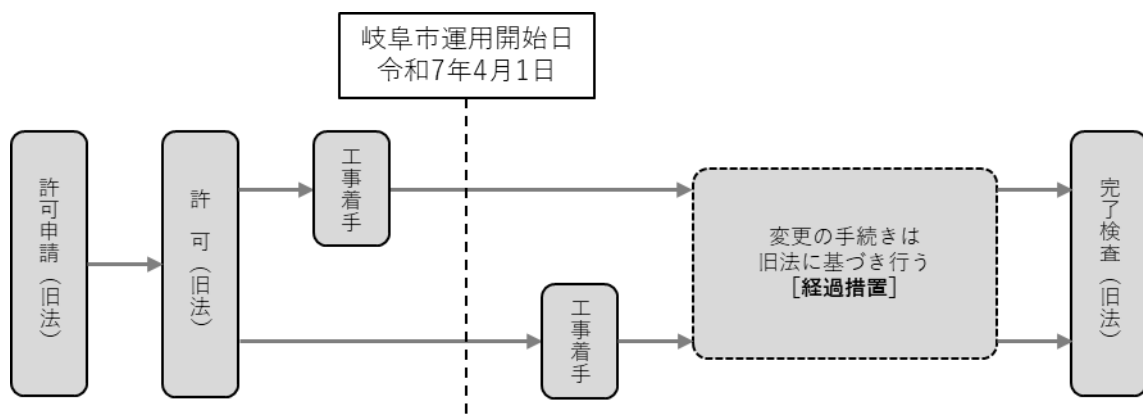 岐阜市運用開始日
令和7年4月1日
許可申請（旧法）
許　可（旧法）
工事着手
工事着手
変更の手続きは
旧法に基づき行う
［経過措置］
完了検査（旧法）